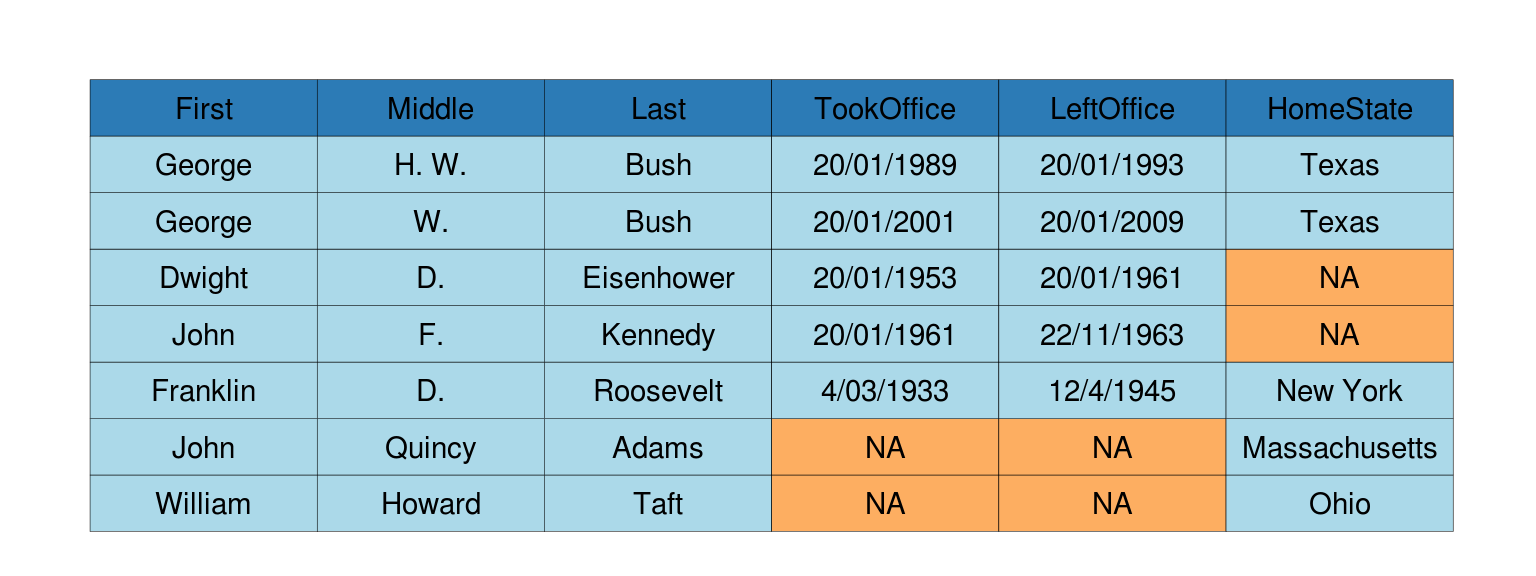 First Middle Last TookOffice LeftOffice HomeState
George H. W. Bush 20/01/1989 20/01/1993 Texas
George W. Bush 20/01/2001 20/01/2009 Texas
Dwight D. Eisenhower 20/01/1953 20/01/1961 NA
John F. Kennedy 20/01/1961 22/11/1963 NA
Franklin D. Roosevelt 4/03/1933 12/4/1945 New York
John Quincy Adams NA NA Massachusetts
William Howard Taft NA NA Ohio